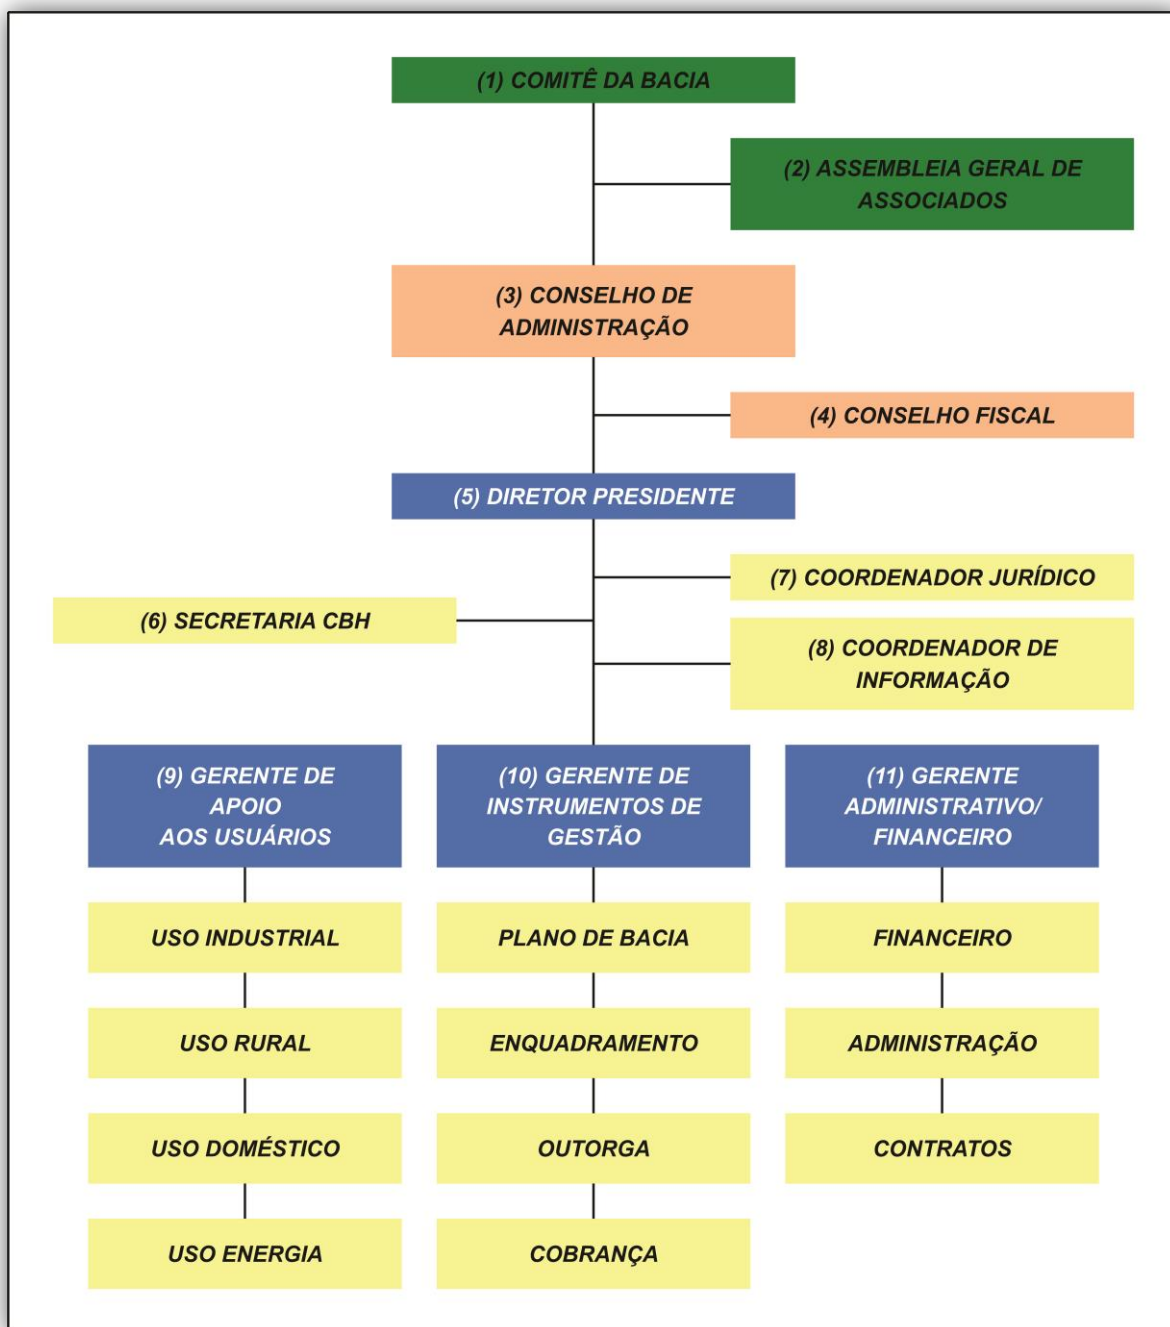 (1) COMITÊ DA BACIA
(2) ASSEMBLEIA GERAL DE
ASSOCIADOS
(3) CONSELHO DE
ADMINISTRAÇÃO
(4) CONSELHO FISCAL
(5) DIRETOR PRESIDENTE
(7) COORDENADOR JURÍDICO
(6) SECRETARIA CBH
(8) COORDENADOR DE
INFORMAÇÃO
(9) GERENTE DE
APOIO
AOS USUÁRIOS
(10) GERENTE DE
INSTRUMENTOS DE
GESTÃO
(11) GERENTE
ADMINISTRATIVO/
FINANCEIRO
USO INDUSTRIAL
PLANO DE BACIA
FINANCEIRO
USO RURAL
ENQUADRAMENTO
ADMINISTRAÇÃO
USO DOMÉSTICO
OUTORGA
CONTRATOS
USO ENERGIA
COBRANÇA